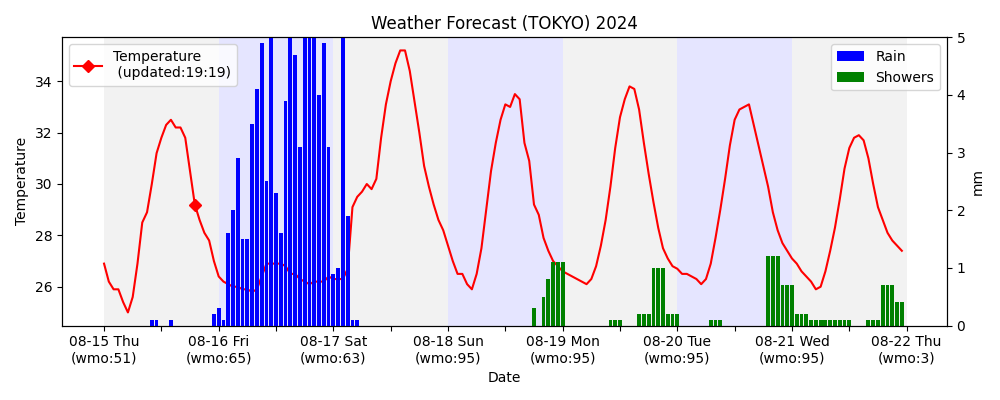 Weather Forecast (TOKYO) 2024
Temperature
(updated:19:19)
Rain
Showers
Temperature
34
32
30
28
26
5
4
3
2
1
0
mm
08-15 Thu
(wmo:51)
08-16 Fri
(wmo:65)
08-17 Sat
(wmo:63)
08-18 Sun
(wmo:95)
08-19 Mon
(wmo:95)
08-20 Tue
(wmo:95)
08-21 Wed
(wmo:95)
08-22 Thu
(wmo:3)
Date